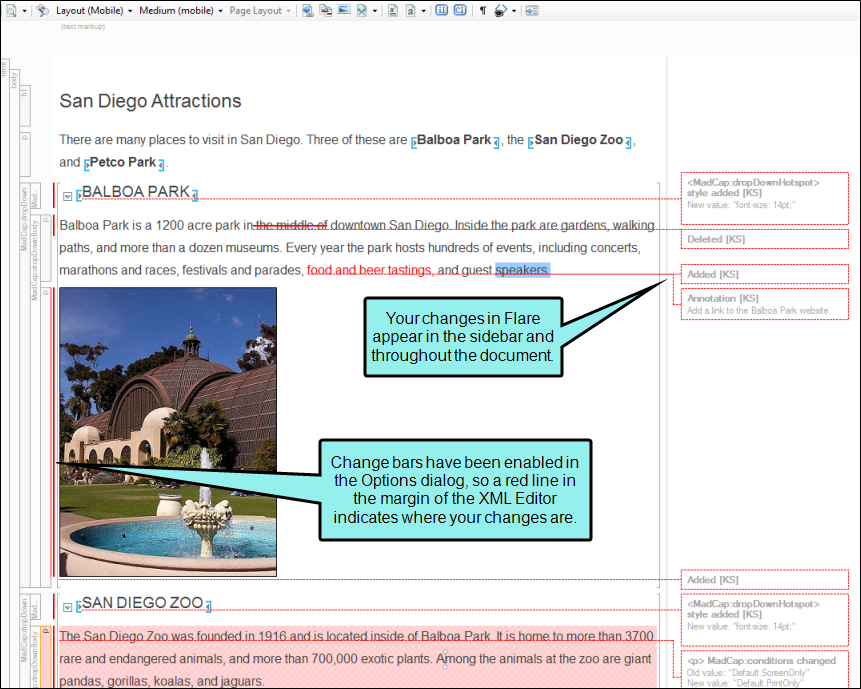 Layout (Mobile) Medium (mobile) Page Layout
(text markup)
html
body
h1
San Diego Attractions
p
There are many places to visit in San Diego. Three of these are Balboa Park, the San Diego Zoo,
and Petco Park.
MadCap:dropDown
Mad...
BALBOA PARK
<MadCap:dropDownHotspot>
style added [KS]
New value: "font-size: 14pt;"
MadCap:dropDownBody
p
Balboa Park is a 1200 acre park in the middle of downtown San Diego. Inside the park are gardens, walking
paths, and more than a dozen museums. Every year the park hosts hundreds of events, including concerts,
marathons and races, festivals and parades, food and beer tastings, and guest speakers.
Deleted [KS]
Added [KS]
Annotation [KS]
Add a link to the Balboa Park website.
p
Your changes in Flare
appear in the sidebar and
throughout the document.
Change bars have been enabled in
the Options dialog, so a red line in
the margin of the XML Editor
indicates where your changes are.
Added [KS]
MadCap:dropDown
Mad...
SAN DIEGO ZOO
<MadCap:dropDownHotspot>
style added [KS]
New value: "font-size: 14pt;"
MadCap:dropDownBody
p
The San Diego Zoo was founded in 1916 and is located inside of Balboa Park. It is home to more than 3700
rare and endangered animals, and more than 700,000 exotic plants. Among the animals at the zoo are giant
pandas, gorillas, koalas, and jaguars.
<p> MadCap:conditions changed
Old value: "Default.ScreenOnly"
New value: "Default.PrintOnly"